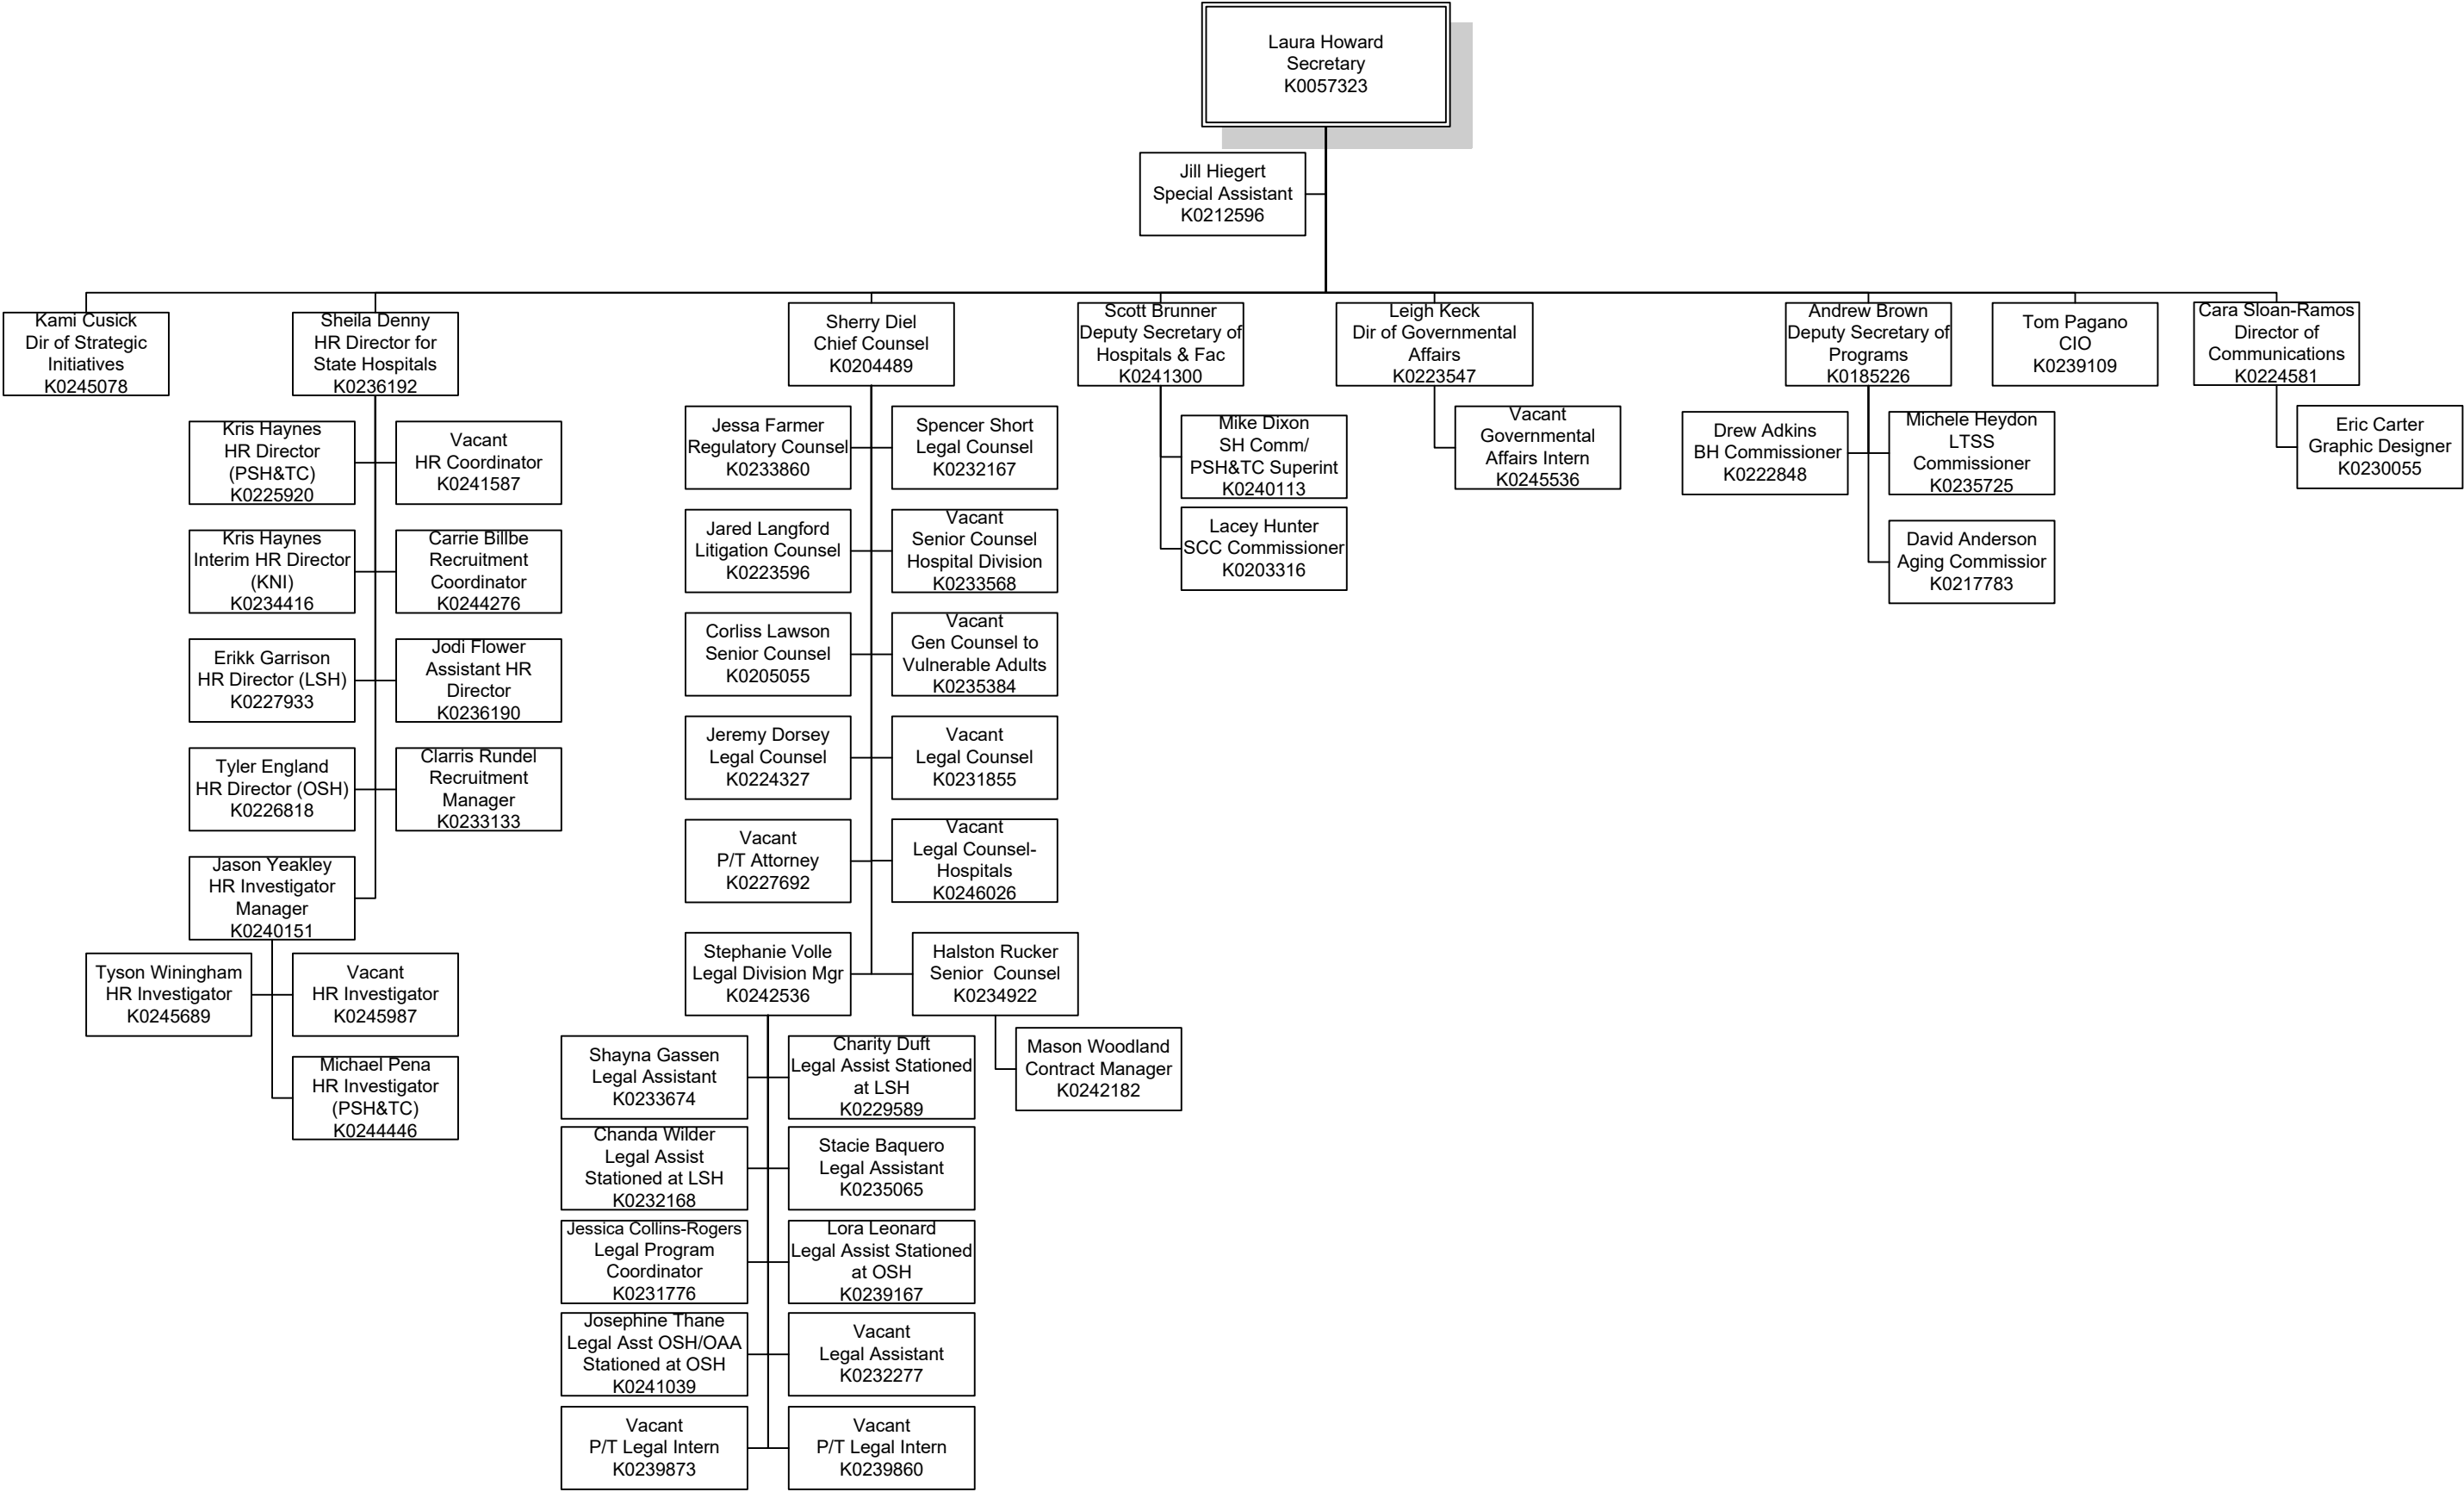 Laura Howard
Secretary
K0057323
Jill Hiegert
Special Assistant
K0212596
Kami Cusick
Dir of Strategic
Initiatives
K0245078
Sheila Denny
HR Director for
State Hospitals
K0236192
Sherry Diel
Chief Counsel
K0204489
Scott Brunner
Deputy Secretary of
Hospitals & Fac
K0241300
Leigh Keck
Dir of Governmental
Affairs
K0223547
Andrew Brown
Deputy Secretary of
Programs
K0185226
Tom Pagano
CIO
K0239109
Cara Sloan-Ramos
Director of
Communications
K0224581
Kris Haynes
HR Director
(PSH&TC)
K0225920
Vacant
HR Coordinator
K0241587
Kris Haynes
Interim HR Director
(KNI)
K0234416
Carrie Billbe
Recruitment
Coordinator
K0244276
Erikk Garrison
HR Director (LSH)
K0227933
Jodi Flower
Assistant HR
Director
K0236190
Tyler England
HR Director (OSH)
K0226818
Clarris Rundel
Recruitment
Manager
K0233133
Jason Yeakley
HR Investigator
Manager
K0240151
Tyson Winingham
HR Investigator
K0245689
Vacant
HR Investigator
K0245987
Michael Pena
HR Investigator
(PSH&TC)
K0244446
Jessa Farmer
Regulatory Counsel
K0233860
Spencer Short
Legal Counsel
K0232167
Jared Langford
Litigation Counsel
K0223596
Vacant
Senior Counsel
Hospital Division
K0233568
Corliss Lawson
Senior Counsel
K0205055
Vacant
Gen Counsel to
Vulnerable Adults
K0235384
Jeremy Dorsey
Legal Counsel
K0224327
Vacant
Legal Counsel
K0231855
Vacant
P/T Attorney
K0227692
Vacant
Legal Counsel-
Hospitals
K0246026
Stephanie Volle
Legal Division Mgr
K0242536
Halston Rucker
Senior  Counsel
K0234922
Shayna Gassen
Legal Assistant
K0233674
Charity Duft
Legal Assist Stationed
at LSH
K0229589
Mason Woodland
Contract Manager
K0242182
Chanda Wilder
Legal Assist
Stationed at LSH
K0232168
Stacie Baquero
Legal Assistant
K0235065
Jessica Collins-Rogers
Legal Program
Coordinator
K0231776
Lora Leonard
Legal Assist Stationed
at OSH
K0239167
Josephine Thane
Legal Asst OSH/OAA
Stationed at OSH
K0241039
Vacant
Legal Assistant
K0232277
Vacant
P/T Legal Intern
K0239873
Vacant
P/T Legal Intern
K0239860
Mike Dixon
SH Comm/
PSH&TC Superint
K0240113
Lacey Hunter
SCC Commissioner
K0203316
Vacant
Governmental
Affairs Intern
K0245536
Drew Adkins
BH Commissioner
K0222848
Michele Heydon
LTSS
Commissioner
K0235725
David Anderson
Aging Commissior
K0217783
Eric Carter
Graphic Designer
K0230055